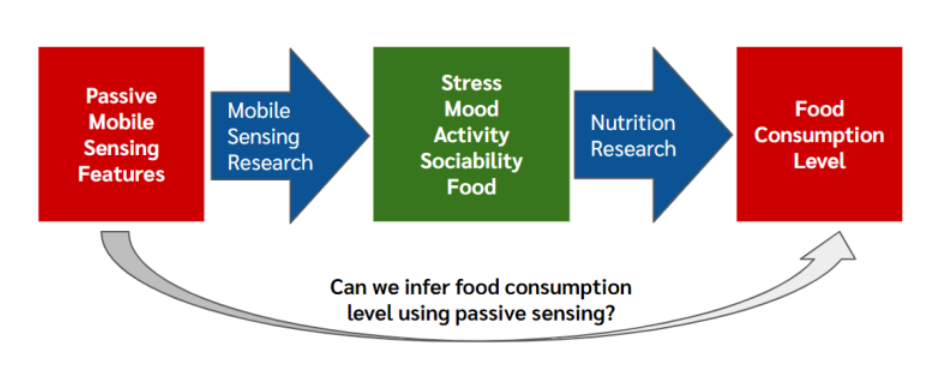 Passive
Mobile
Sensing
Features
Mobile
Sensing
Research
Stress
Mood
Activity
Sociability
Food
Nutrition
Research
Food
Consumption
Level
Can we infer food consumption
level using passive sensing?